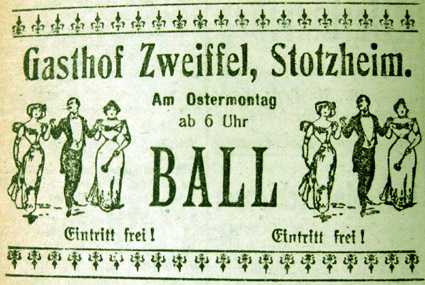 Gasthof Zweiffel, Stotzheim.
Am Ostermontag
ab 6 Uhr
BALL
Eintritt frei! Eintritt frei!